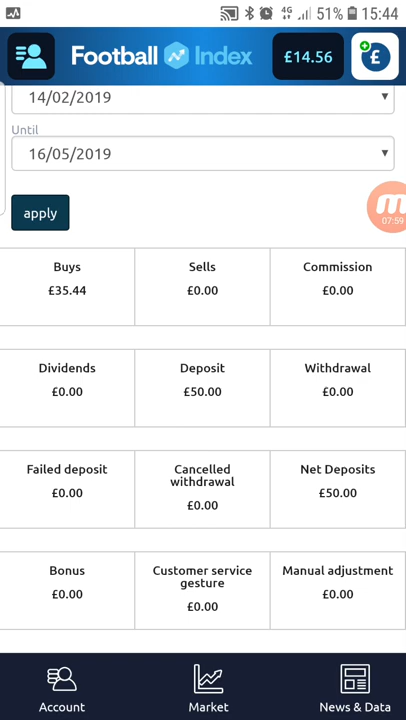 4G 51% 15:44
Football Index £14.56 £
14/02/2019
Until
16/05/2019
apply
07:59
Buys Sells Commission
£35.44 £0.00 £0.00
Dividends Deposit Withdrawal
£0.00 £50.00 £0.00
Failed deposit Cancelled withdrawal Net Deposits
£0.00 £0.00 £50.00
Bonus Customer service gesture Manual adjustment
£0.00 £0.00 £0.00
Account Market News & Data